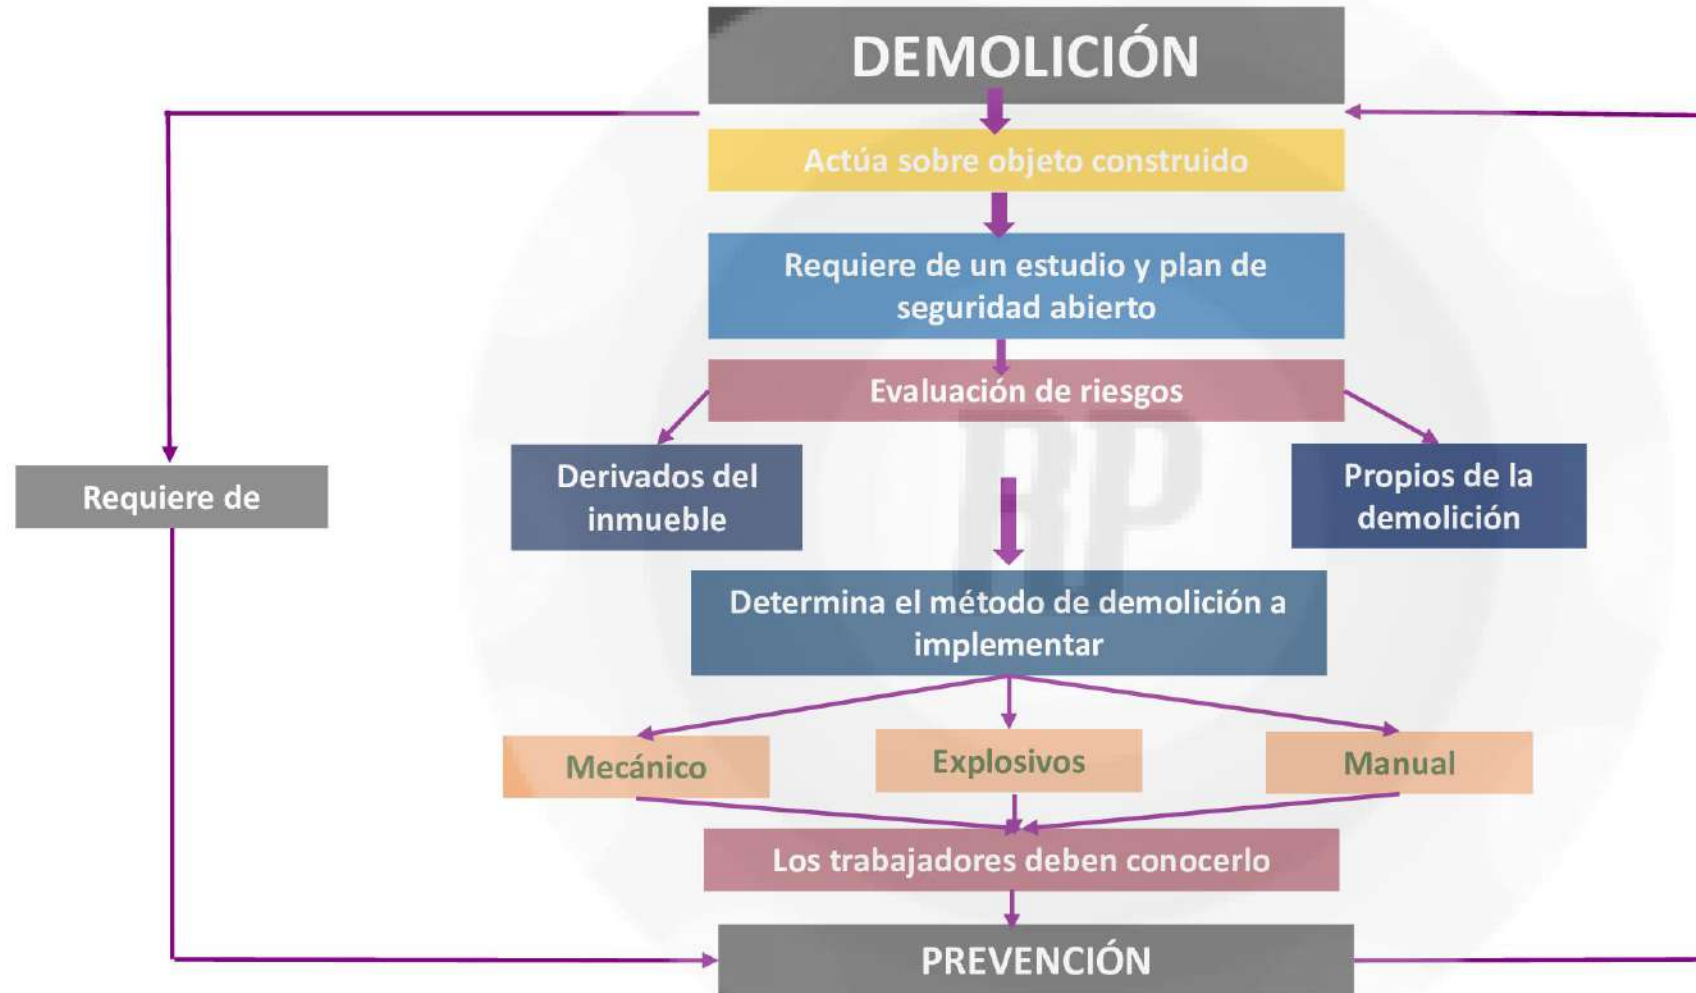 DEMOLICIÓN
Actúa sobre objeto construido
Requiere de un estudio y plan de
seguridad abierto
Evaluación de riesgos
Derivados del
inmueble
Propios de la
demolición
Requiere de
RP
Determina el método de demolición a
implementar
Mecánico
Explosivos
Manual
Los trabajadores deben conocerlo
PREVENCIÓN